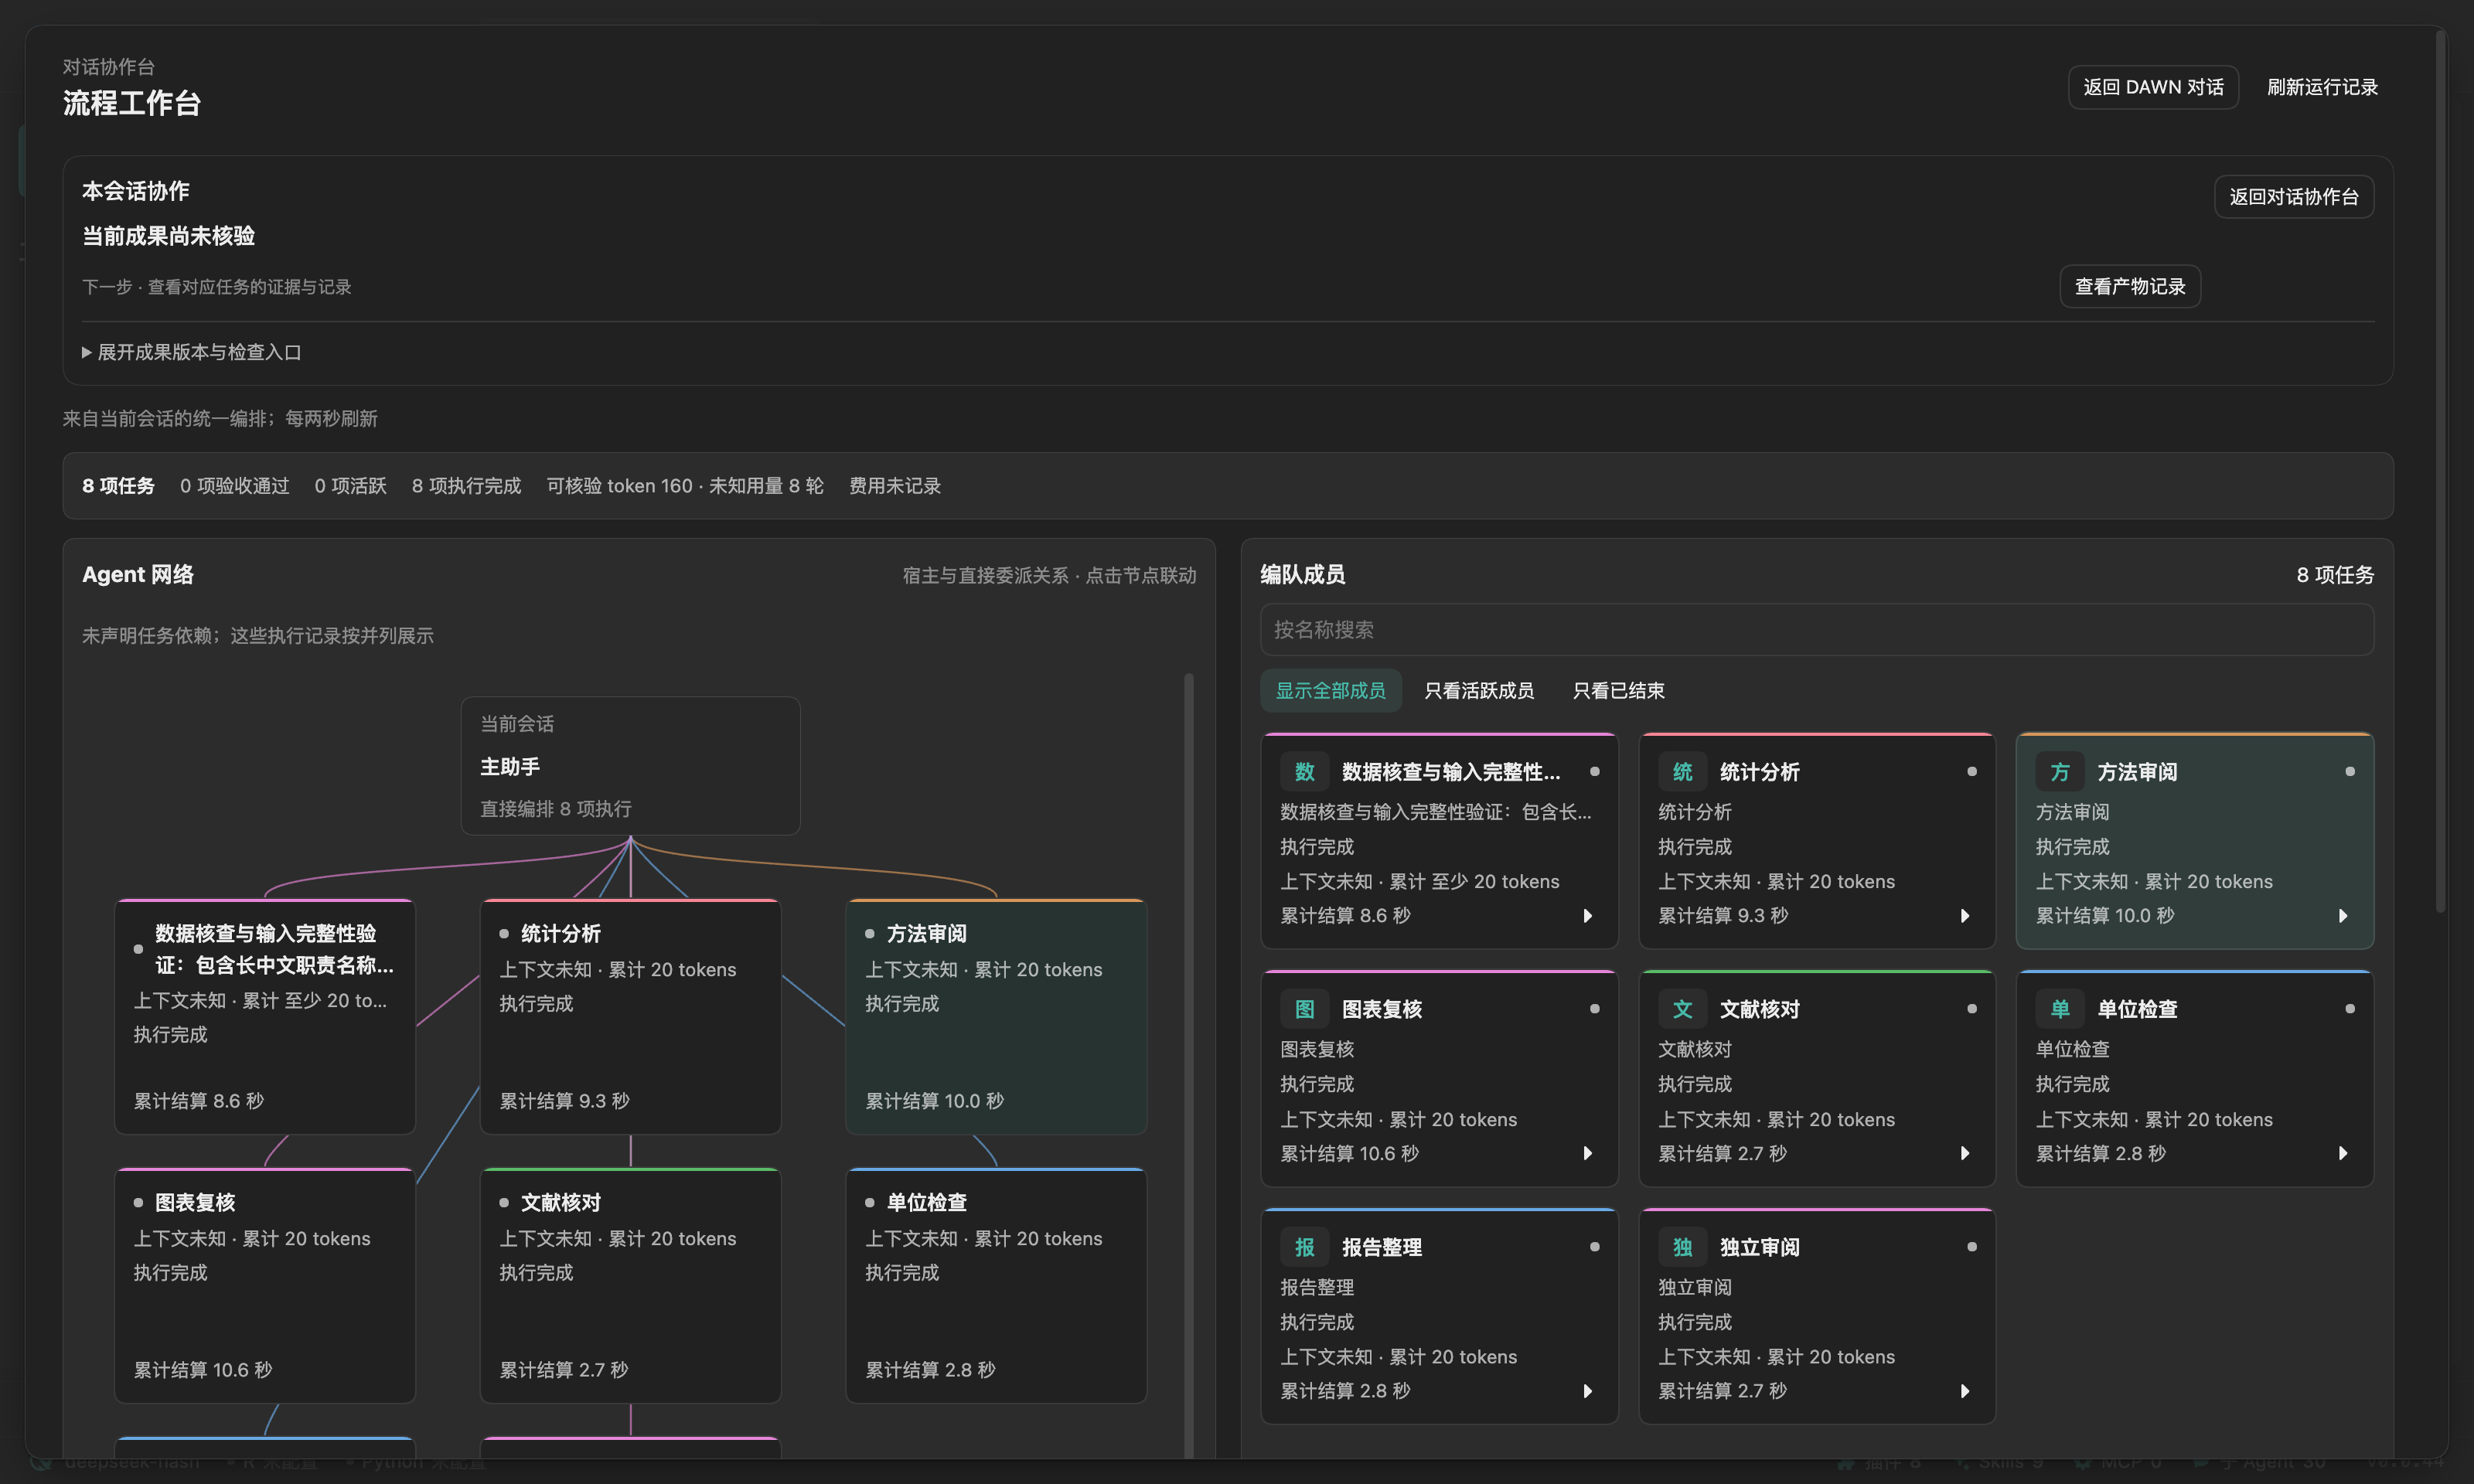 对话协作台
流程工作台
返回 DAWN 对话
刷新运行记录
本会话协作
返回对话协作台
当前成果尚未核验
下一步 · 查看对应任务的证据与记录
查看产物记录
展开成果版本与检查入口
来自当前会话的统一编排；每两秒刷新
8 项任务 0 项验收通过 0 项活跃 8 项执行完成 可核验 token 160 · 未知用量 8 轮 费用未记录
Agent 网络
宿主与直接委派关系 · 点击节点联动
未声明任务依赖；这些执行记录按并列展示
当前会话
主助手
直接编排 8 项执行
数据核查与输入完整性验
证：包含长中文职责名称...
上下文未知 · 累计 至少 20 to...
执行完成
累计结算 8.6 秒
统计分析
上下文未知 · 累计 20 tokens
执行完成
累计结算 9.3 秒
方法审阅
上下文未知 · 累计 20 tokens
执行完成
累计结算 10.0 秒
图表复核
上下文未知 · 累计 20 tokens
执行完成
累计结算 10.6 秒
文献核对
上下文未知 · 累计 20 tokens
执行完成
累计结算 2.7 秒
单位检查
上下文未知 · 累计 20 tokens
执行完成
累计结算 2.8 秒
编队成员
8 项任务
按名称搜索
显示全部成员 只看活跃成员 只看已结束
数 数据核查与输入完整性...
数据核查与输入完整性验证：包含长...
执行完成
上下文未知 · 累计 至少 20 tokens
累计结算 8.6 秒
统 统计分析
统计分析
执行完成
上下文未知 · 累计 20 tokens
累计结算 9.3 秒
方 方法审阅
方法审阅
执行完成
上下文未知 · 累计 20 tokens
累计结算 10.0 秒
图 图表复核
图表复核
执行完成
上下文未知 · 累计 20 tokens
累计结算 10.6 秒
文 文献核对
文献核对
执行完成
上下文未知 · 累计 20 tokens
累计结算 2.7 秒
单 单位检查
单位检查
执行完成
上下文未知 · 累计 20 tokens
累计结算 2.8 秒
报 报告整理
报告整理
执行完成
上下文未知 · 累计 20 tokens
累计结算 2.8 秒
独 独立审阅
独立审阅
执行完成
上下文未知 · 累计 20 tokens
累计结算 2.7 秒
R 未配置 Python 未配置
插件 8 Skills 9 MCP 0 子 Agent 30